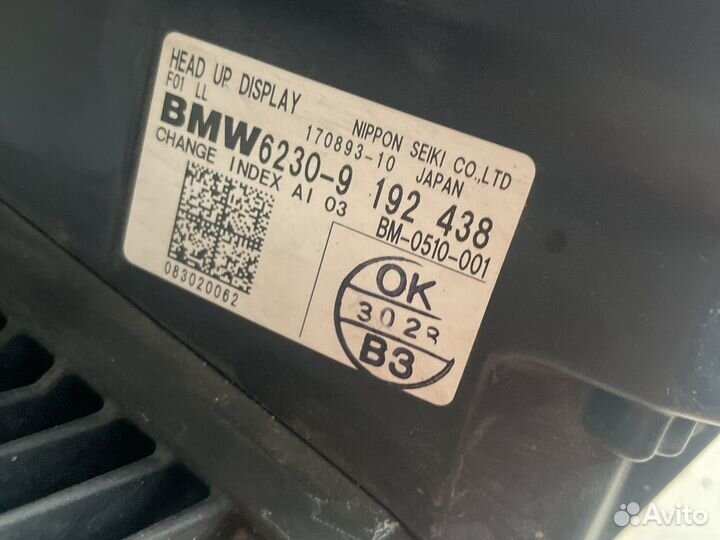 HEAD UP DISPLAY
F01 LL
NIPPON SEIKI CO.,LTD
170893-10 JAPAN
BMW 6230-9 192 438
CHANGE INDEX AI 03
BM-0510-001
083020062
OK
302
B3
Avito